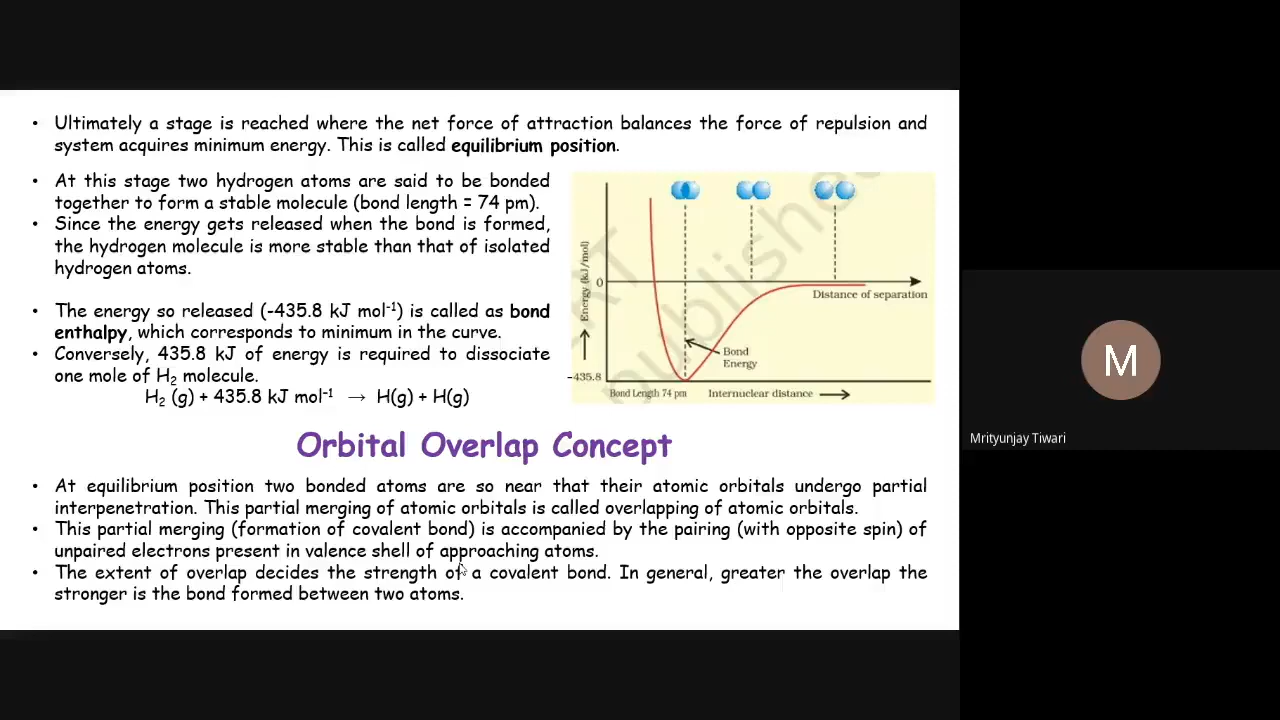 • Ultimately a stage is reached where the net force of attraction balances the force of repulsion and
system acquires minimum energy. This is called equilibrium position.
• At this stage two hydrogen atoms are said to be bonded
together to form a stable molecule (bond length = 74 pm).
• Since the energy gets released when the bond is formed,
the hydrogen molecule is more stable than that of isolated
hydrogen atoms.
• The energy so released (-435.8 kJ mol⁻¹) is called as bond
enthalpy, which corresponds to minimum in the curve.
• Conversely, 435.8 kJ of energy is required to dissociate
one mole of H₂ molecule.
H₂ (g) + 435.8 kJ mol⁻¹ → H(g) + H(g)
Energy (kJ/mol)
0
Distance of separation
Bond
Energy
-435.8
Bond Length 74 pm Internuclear distance
published
Orbital Overlap Concept
• At equilibrium position two bonded atoms are so near that their atomic orbitals undergo partial
interpenetration. This partial merging of atomic orbitals is called overlapping of atomic orbitals.
• This partial merging (formation of covalent bond) is accompanied by the pairing (with opposite spin) of
unpaired electrons present in valence shell of approaching atoms.
• The extent of overlap decides the strength of a covalent bond. In general, greater the overlap the
stronger is the bond formed between two atoms.
M
Mrityunjay Tiwari